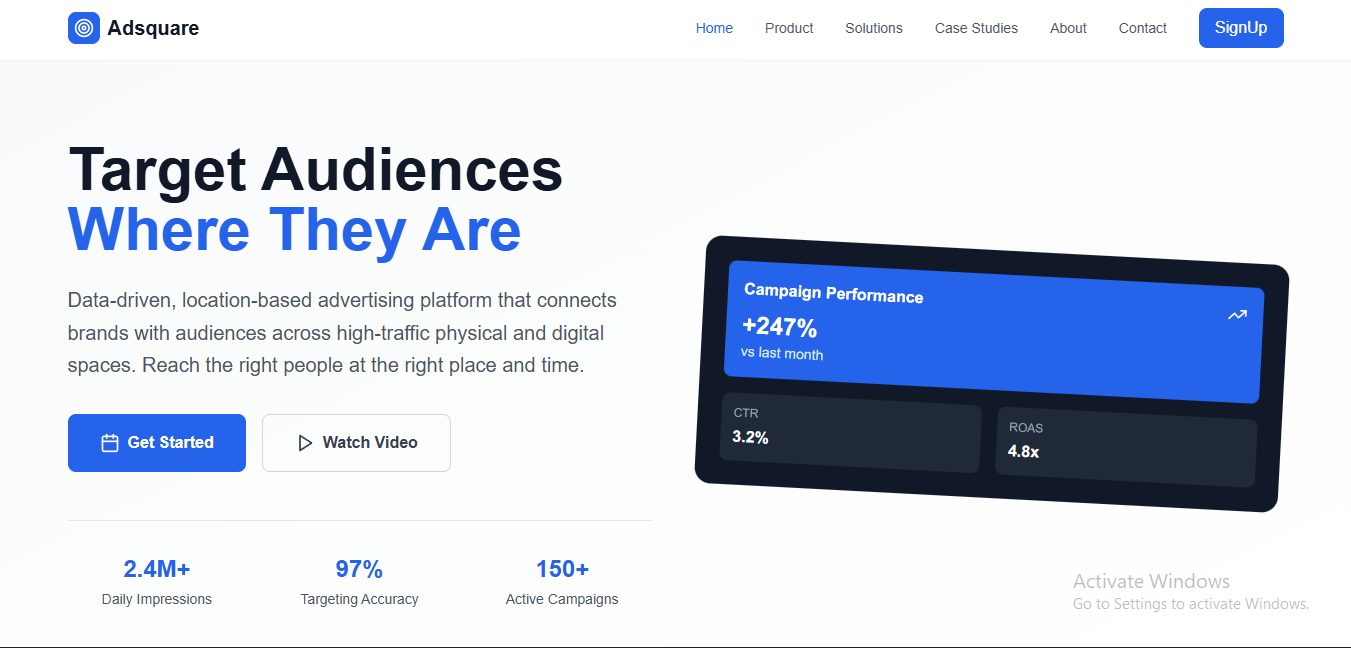 Adsquare
Home
Product
Solutions
Case Studies
About
Contact
SignUp
Target Audiences
Where They Are
Data-driven, location-based advertising platform that connects
brands with audiences across high-traffic physical and digital
spaces. Reach the right people at the right place and time.
Get Started
Watch Video
2.4M+
Daily Impressions
97%
Targeting Accuracy
150+
Active Campaigns
Campaign Performance
+247%
vs last month
CTR
3.2%
ROAS
4.8x
Activate Windows
Go to Settings to activate Windows.